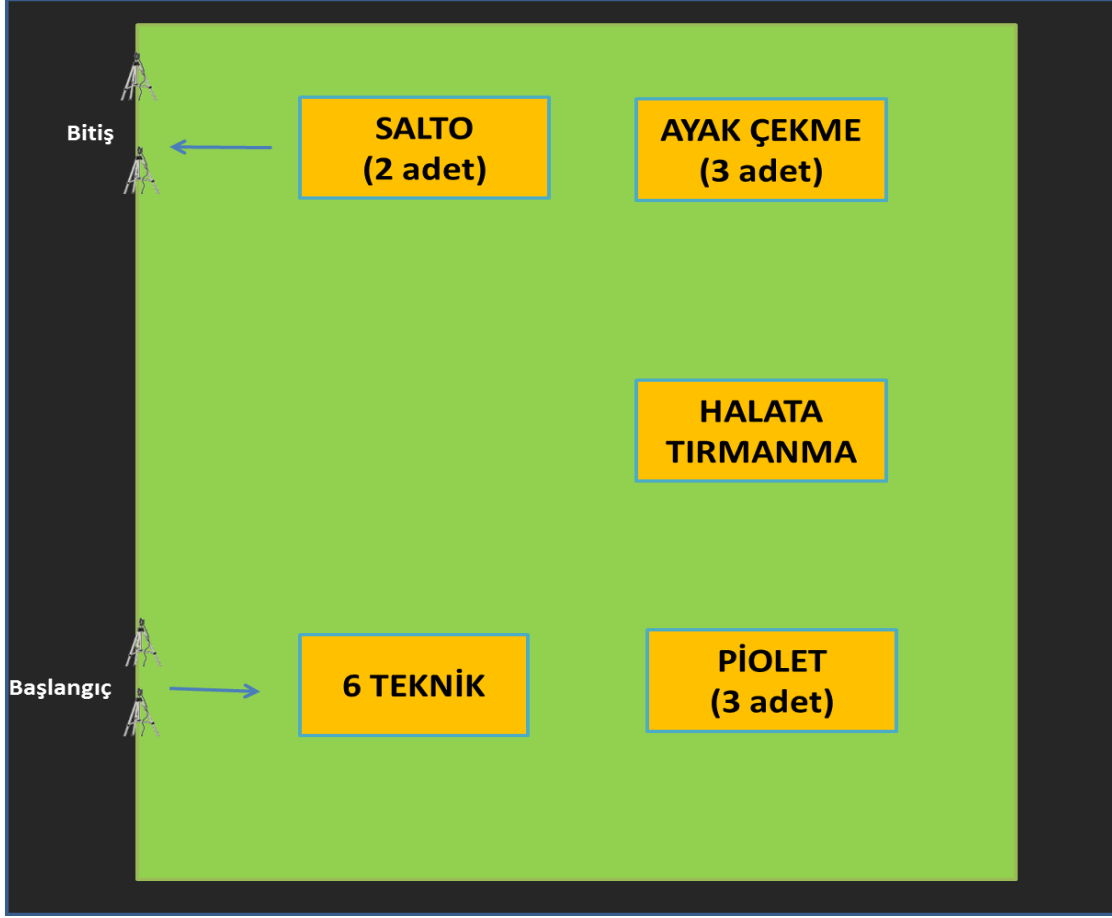 Bitiş
SALTO
(2 adet)
AYAK ÇEKME
(3 adet)
HALATA
TIRMANMA
Başlangıç
6 TEKNİK
PİOLET
(3 adet)